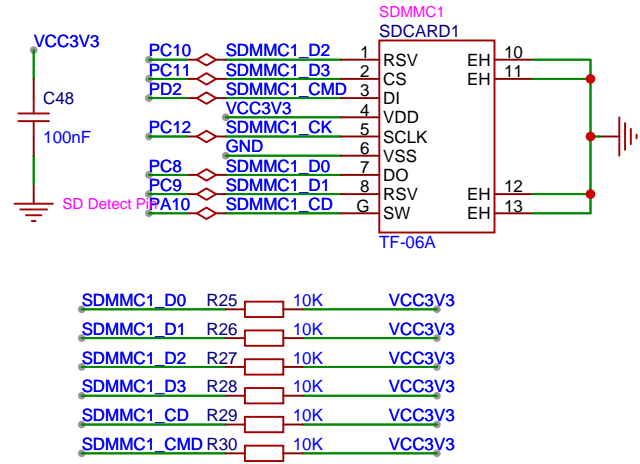 SDMMC1
SDCARD1
VCC3V3
C48
100nF
SD Detect Pin
PC10 SDMMC1_D2 1 RSV EH 10
PC11 SDMMC1_D3 2 CS EH 11
PD2 SDMMC1_CMD 3 DI
VCC3V3 4 VDD
PC12 SDMMC1_CK 5 SCLK
GND 6 VSS
PC8 SDMMC1_D0 7 DO
PC9 SDMMC1_D1 8 RSV EH 12
PA10 SDMMC1_CD G SW EH 13
TF-06A
SDMMC1_D0 R25 10K VCC3V3
SDMMC1_D1 R26 10K VCC3V3
SDMMC1_D2 R27 10K VCC3V3
SDMMC1_D3 R28 10K VCC3V3
SDMMC1_CD R29 10K VCC3V3
SDMMC1_CMD R30 10K VCC3V3